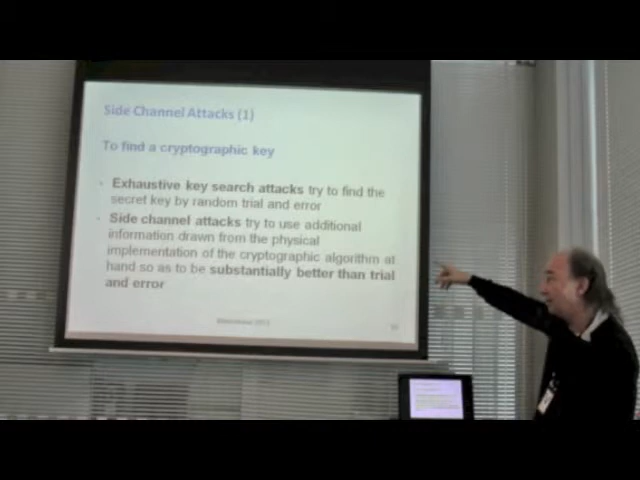 Side Channel Attacks (1)
To find a cryptographic key
· Exhaustive key search attacks try to find the
secret key by random trial and error
· Side channel attacks try to use additional
information drawn from the physical
implementation of the cryptographic algorithm at
hand so as to be substantially better than trial
and error